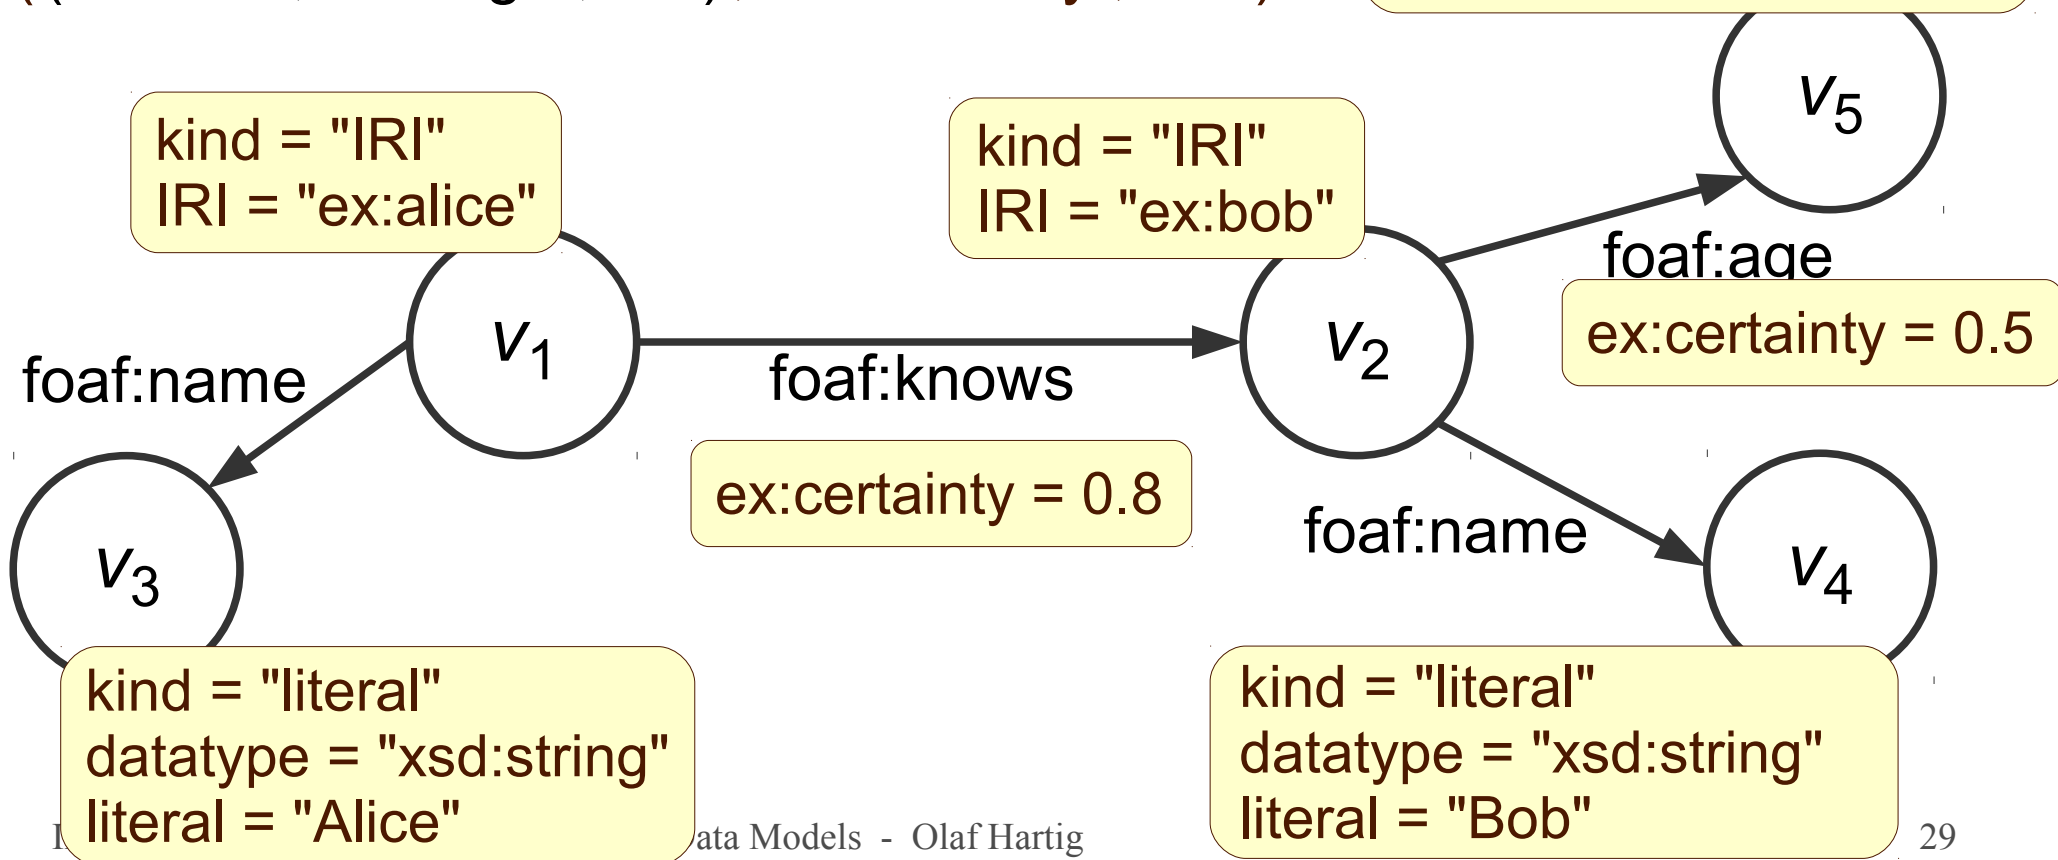 v5
kind = "IRI"
IRI = "ex:alice"
kind = "IRI"
IRI = "ex:bob"
foaf:age
ex:certainty = 0.5
v1
v2
foaf:name
foaf:knows
ex:certainty = 0.8
foaf:name
v3
v4
kind = "literal"
datatype = "xsd:string"
literal = "Alice"
kind = "literal"
datatype = "xsd:string"
literal = "Bob"
Models - Olaf Hartig
29